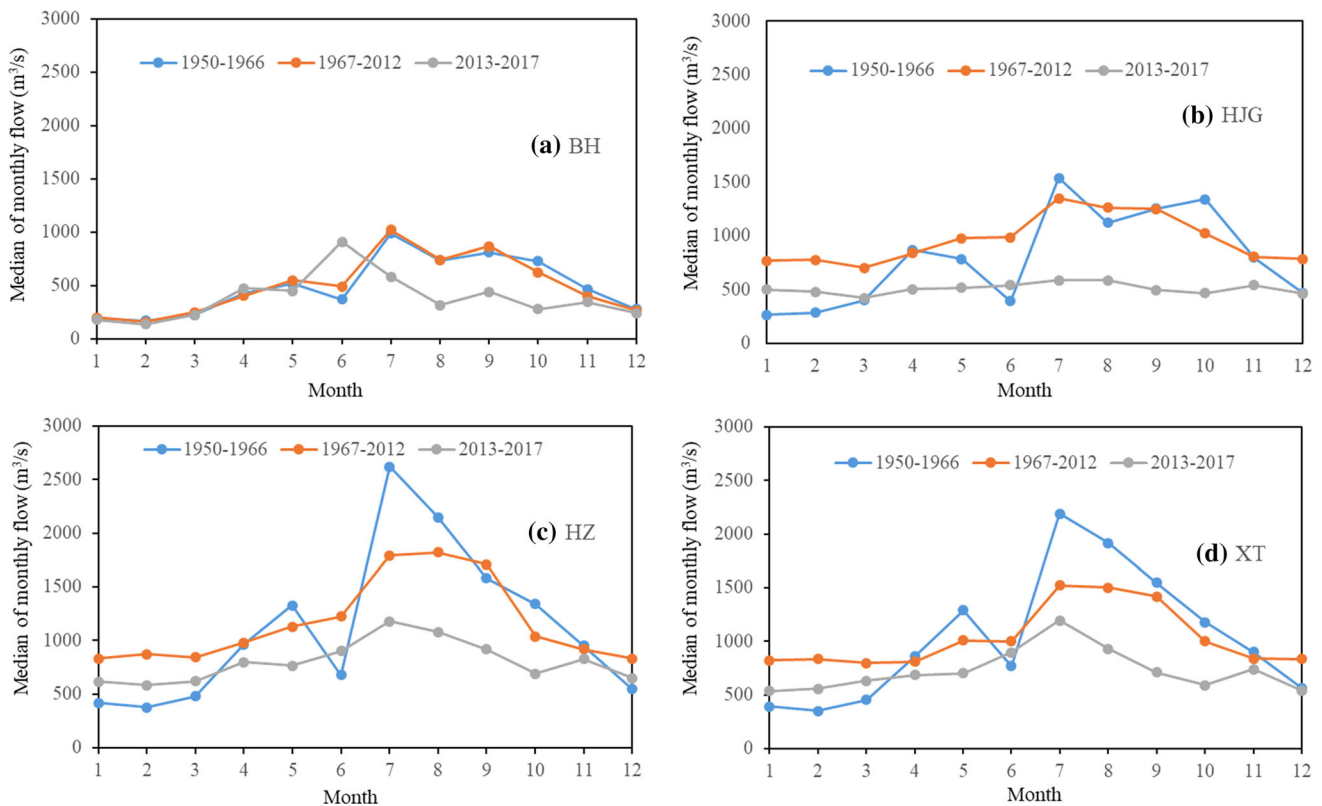 Median of monthly flow (m³/s)
3000
2500
2000
1500
1000
500
0
1950-1966 1967-2012 2013-2017
(a) BH
1 2 3 4 5 6 7 8 9 10 11 12
Month
Median of monthly flow (m³/s)
3000
2500
2000
1500
1000
500
0
1950-1966 1967-2012 2013-2017
(b) HJG
1 2 3 4 5 6 7 8 9 10 11 12
Month
Median of monthly flow (m³/s)
3000
2500
2000
1500
1000
500
0
1950-1966 1967-2012 2013-2017
(c) HZ
1 2 3 4 5 6 7 8 9 10 11 12
Month
Median of monthly flow (m³/s)
3000
2500
2000
1500
1000
500
0
1950-1966 1967-2012 2013-2017
(d) XT
1 2 3 4 5 6 7 8 9 10 11 12
Month